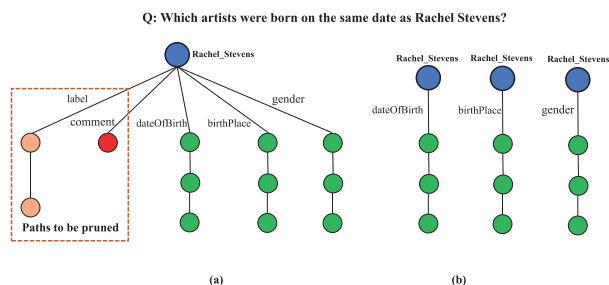 Q: Which artists were born on the same date as Rachel Stevens?
Rachel_Stevens
label
comment
dateOfBirth
birthPlace
gender
Paths to be pruned
(a)
Rachel_Stevens
Rachel_Stevens
Rachel_Stevens
dateOfBirth
birthPlace
gender
(b)